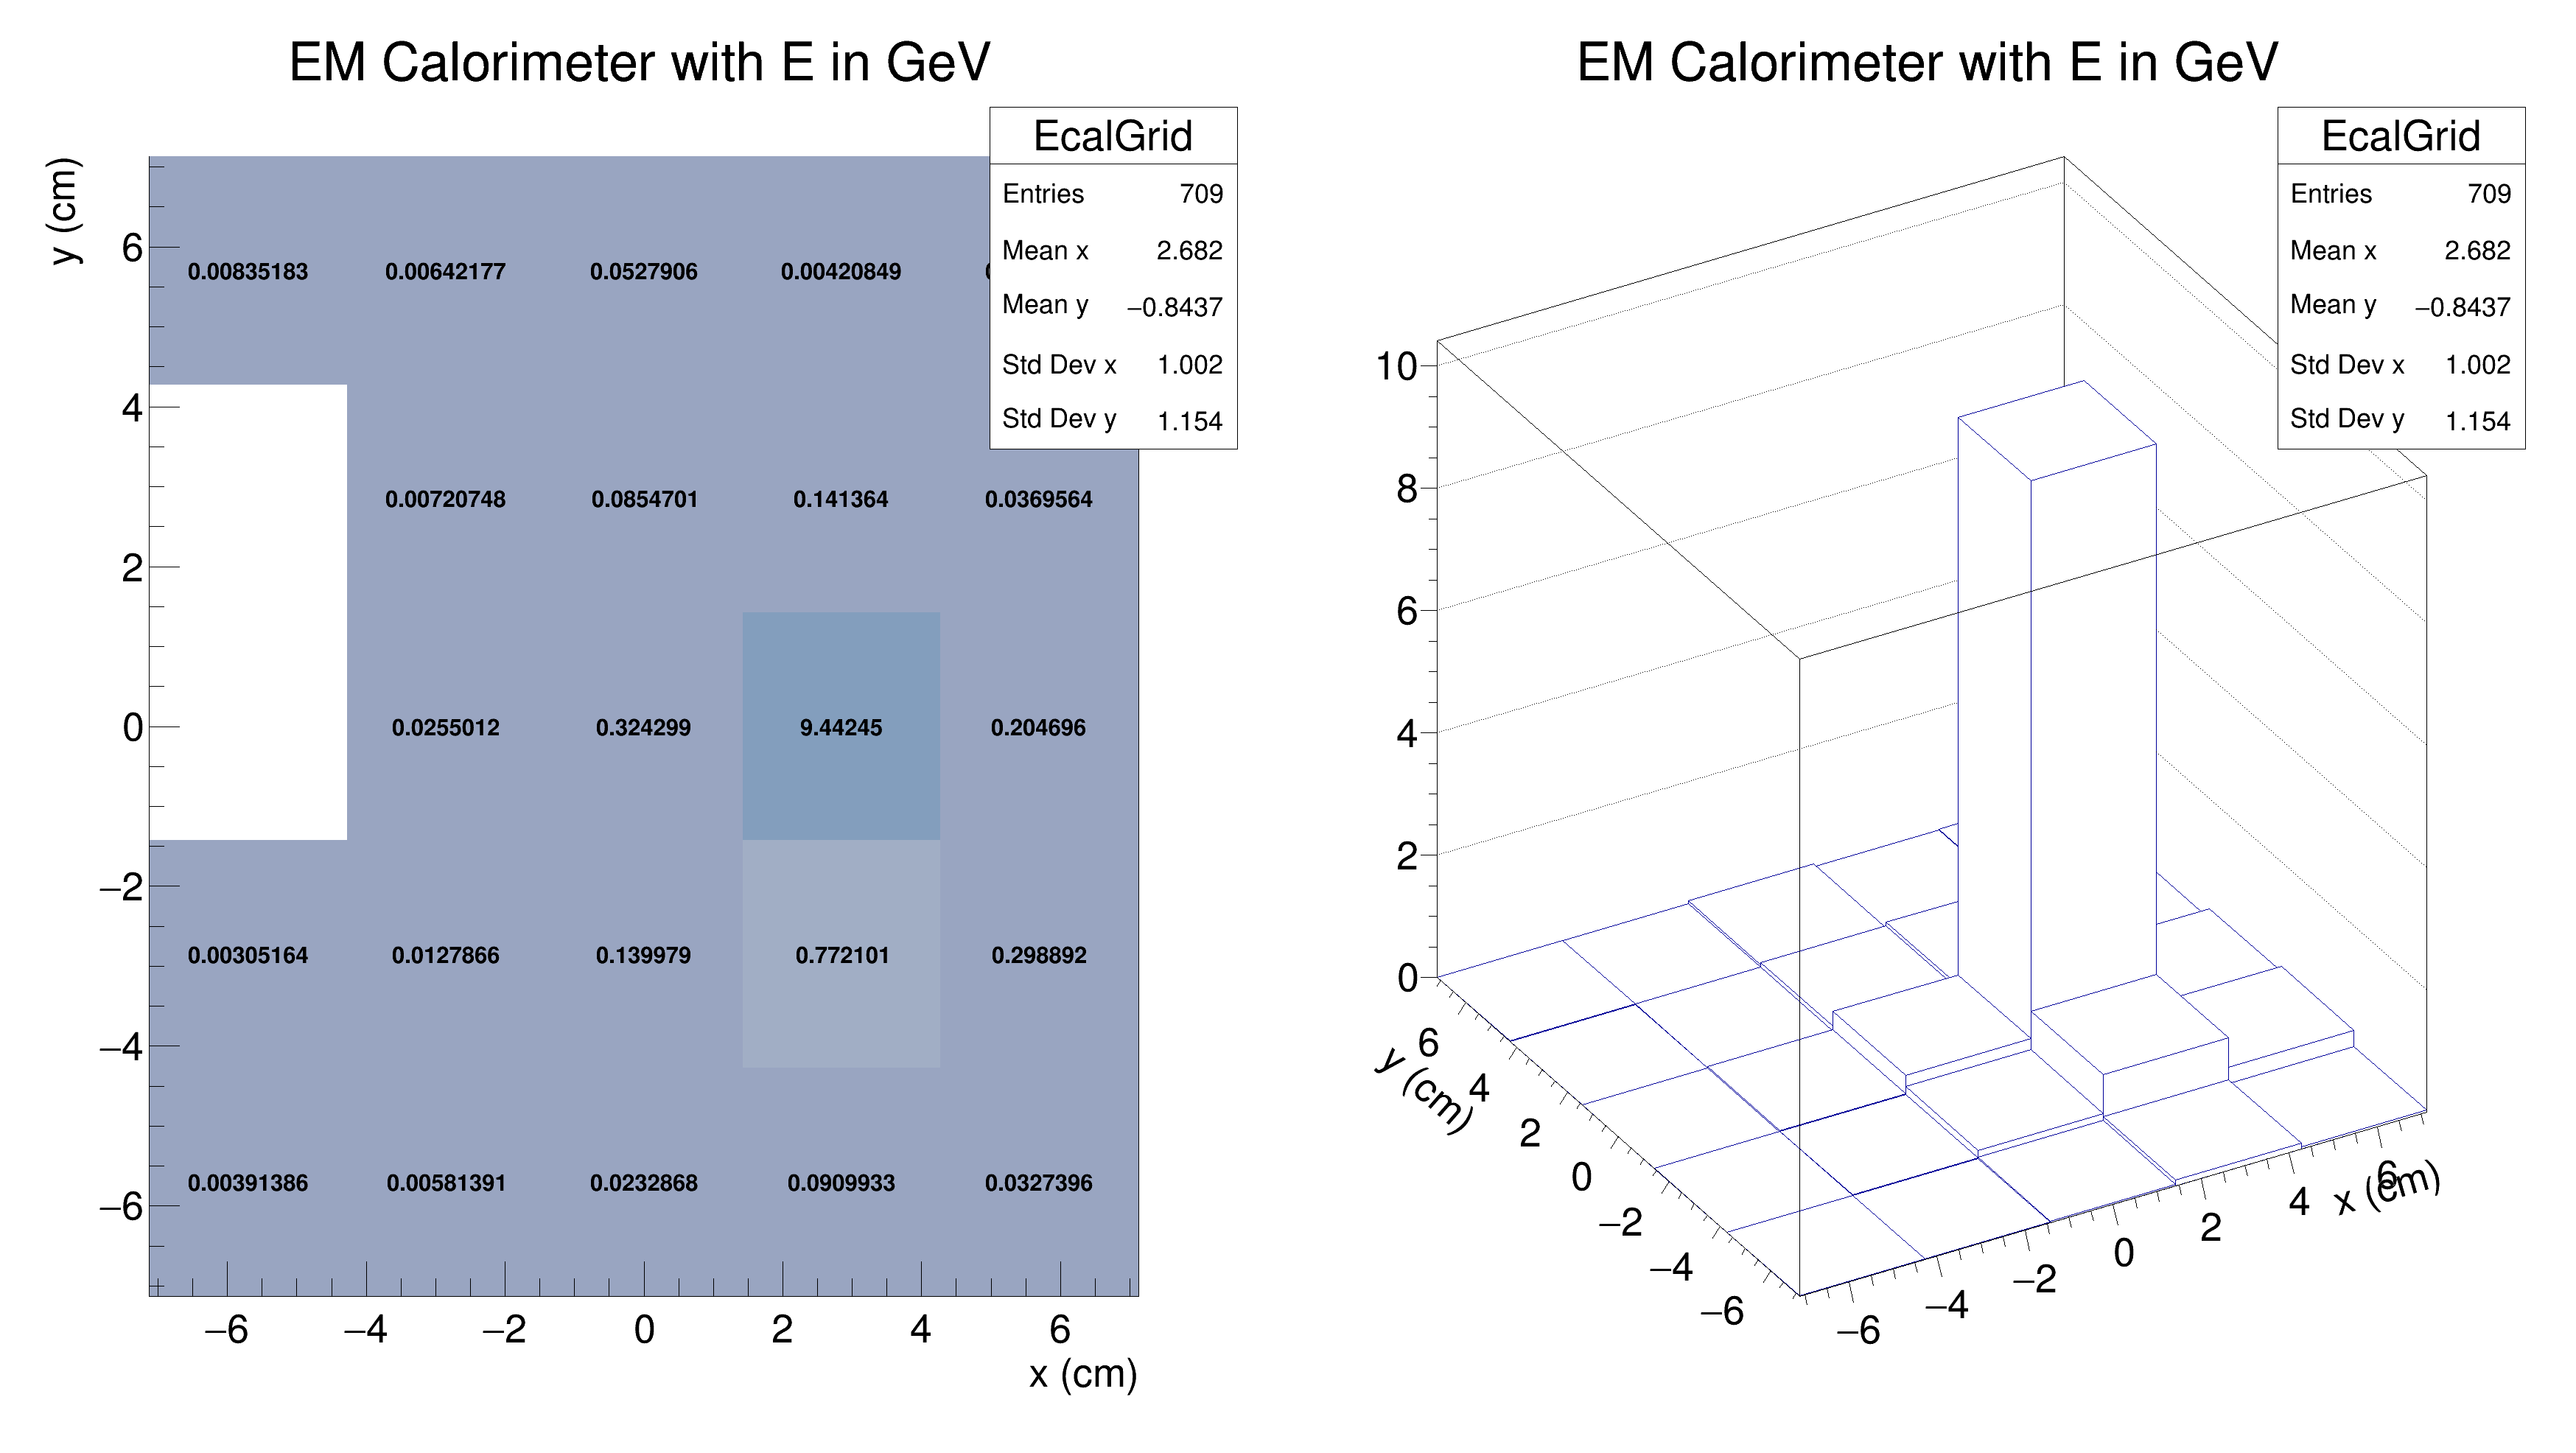 EM Calorimeter with E in GeV
EcalGrid
Entries 709
Mean x 2.682
Mean y −0.8437
Std Dev x 1.002
Std Dev y 1.154
y (cm)
6
4
2
0
−2
−4
−6
0.00835183 0.00642177 0.0527906 0.00420849
0.00720748 0.0854701 0.141364 0.0369564
0.0255012 0.324299 9.44245 0.204696
0.00305164 0.0127866 0.139979 0.772101 0.298892
0.00391386 0.00581391 0.0232868 0.0909933 0.0327396
−6 −4 −2 0 2 4 6
x (cm)
EM Calorimeter with E in GeV
EcalGrid
Entries 709
Mean x 2.682
Mean y −0.8437
Std Dev x 1.002
Std Dev y 1.154
10
8
6
4
2
0
6
4
2
0
−2
−4
−6
y (cm)
−6
−4
−2
0
2
4
6
x (cm)